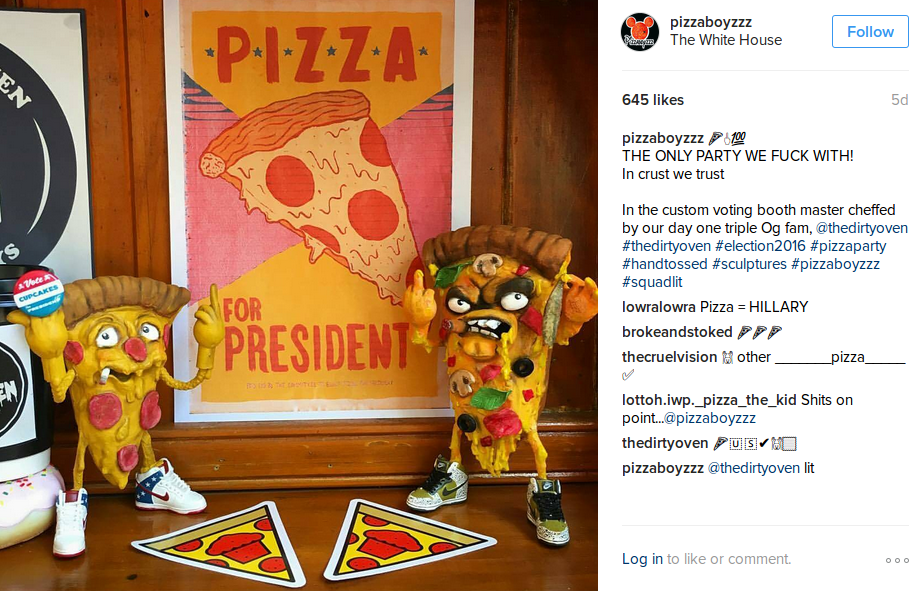 PIZZA
FOR
PRESIDENT
Vote
CUPCAKES
pizzaboyzzz
The White House
Follow
645 likes
5d
pizzaboyzzz 🍕☝💯
THE ONLY PARTY WE FUCK WITH!
In crust we trust
In the custom voting booth master cheffed
by our day one triple Og fam, @thedirtyoven
#thedirtyoven #election2016 #pizzaparty
#handtossed #sculptures #pizzaboyzzz
#squadlit
lowralowra Pizza = HILLARY
brokeandstoked 🍕🍕🍕
thecruelvision other _______pizza_____
✅
lottoh.iwp._pizza_the_kid Shits on
point...@pizzaboyzzz
thedirtyoven 🍕🇺🇸✔
pizzaboyzzz @thedirtyoven lit
Log in to like or comment.